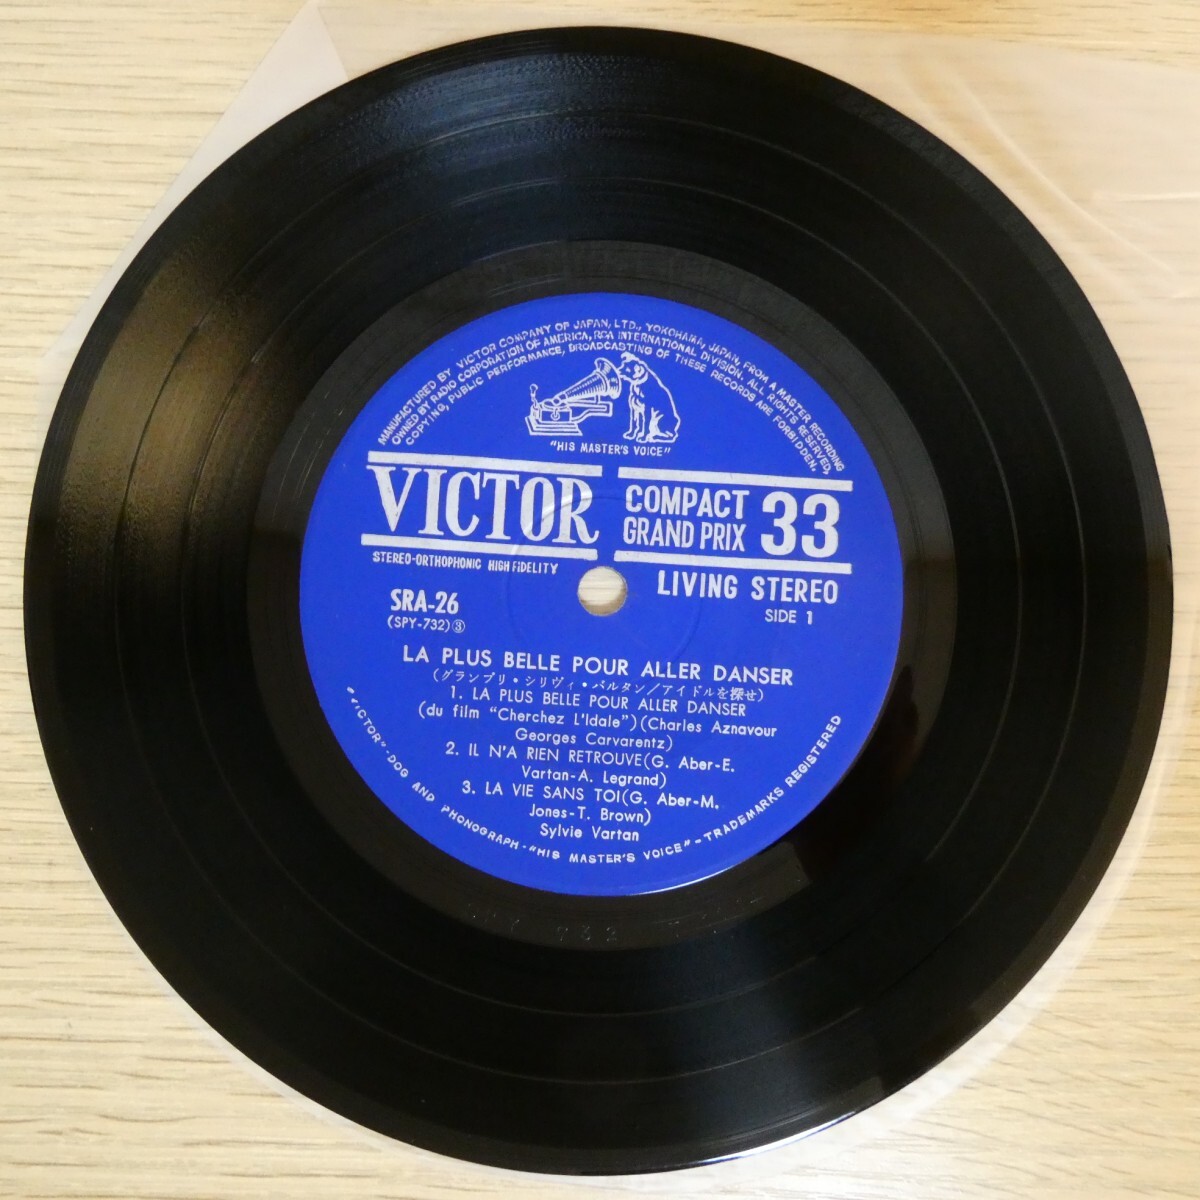 MANUFACTURED BY VICTOR COMPANY OF JAPAN, LTD., YOKOHAMA, JAPAN, FROM A MASTER RECORDING
OWNED BY RADIO CORPORATION OF AMERICA, RCA INTERNATIONAL DIVISION. ALL RIGHTS RESERVED,
COPYING, PUBLIC PERFORMANCE, BROADCASTING OF THESE RECORDS ARE FORBIDDEN.
"HIS MASTER'S VOICE"
VICTOR
COMPACT
GRAND PRIX
33
STEREO-ORTHOPHONIC HIGH FIDELITY
LIVING STEREO
SRA-26
(SPY-732)③
SIDE 1
LA PLUS BELLE POUR ALLER DANSER
(グランプリ・シリヴィ・バルタン/アイドルを探せ)
1. LA PLUS BELLE POUR ALLER DANSER
(du film "Cherchez L'Idale")(Charles Aznavour
Georges Carvarentz)
2. IL N'A RIEN RETROUVE(G. Aber-E.
Vartan-A. Legrand)
3. LA VIE SANS TOI(G. Aber-M.
Jones-T. Brown)
Sylvie Vartan
"VICTOR"-DOG AND PHONOGRAPH-"HIS MASTER'S VOICE"-TRADEMARKS REGISTERED
732